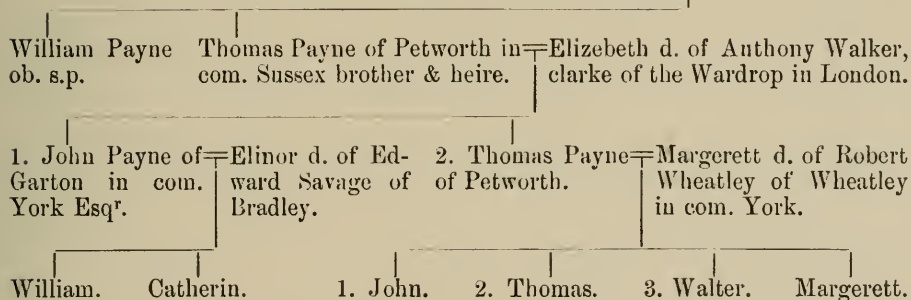 William Payne
ob. s.p.
Thomas Payne of Petworth in
com. Sussex brother & heire.
Elizebeth d. of Anthony Walker,
clarke of the Wardrop in London.
1. John Payne of
Garton in com.
York Esqr.
Elinor d. of Ed-
ward Savage of
Bradley.
2. Thomas Payne
of Petworth.
Margerett d. of Robert
Wheatley of Wheatley
in com. York.
William.
Catherin.
1. John.
2. Thomas.
3. Walter.
Margerett.